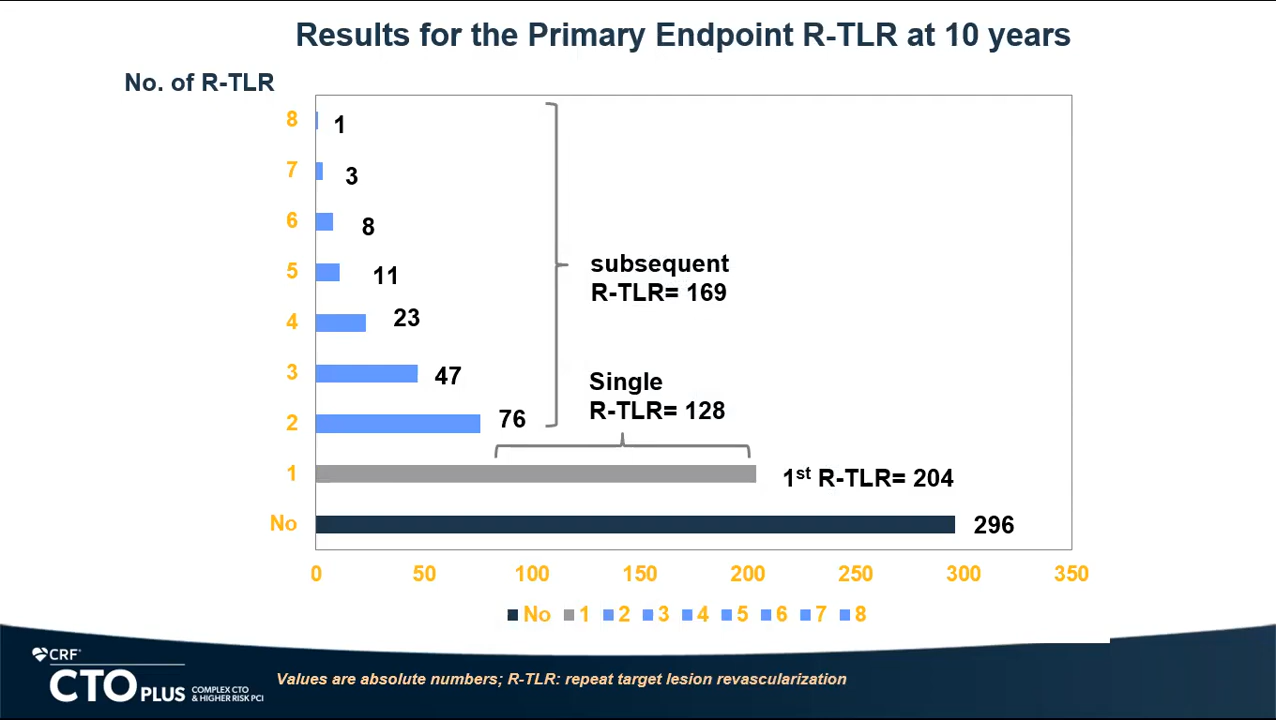 Results for the Primary Endpoint R-TLR at 10 years
No. of R-TLR
8
1
7
3
6
8
5
11
4
23
3
47
2
76
subsequent
R-TLR= 169
Single
R-TLR= 128
1
1st R-TLR= 204
No
296
0 50 100 150 200 250 300 350
No 1 2 3 4 5 6 7 8
CRF
CTO PLUS
COMPLEX CTO
& HIGHER RISK PCI
Values are absolute numbers; R-TLR: repeat target lesion revascularization